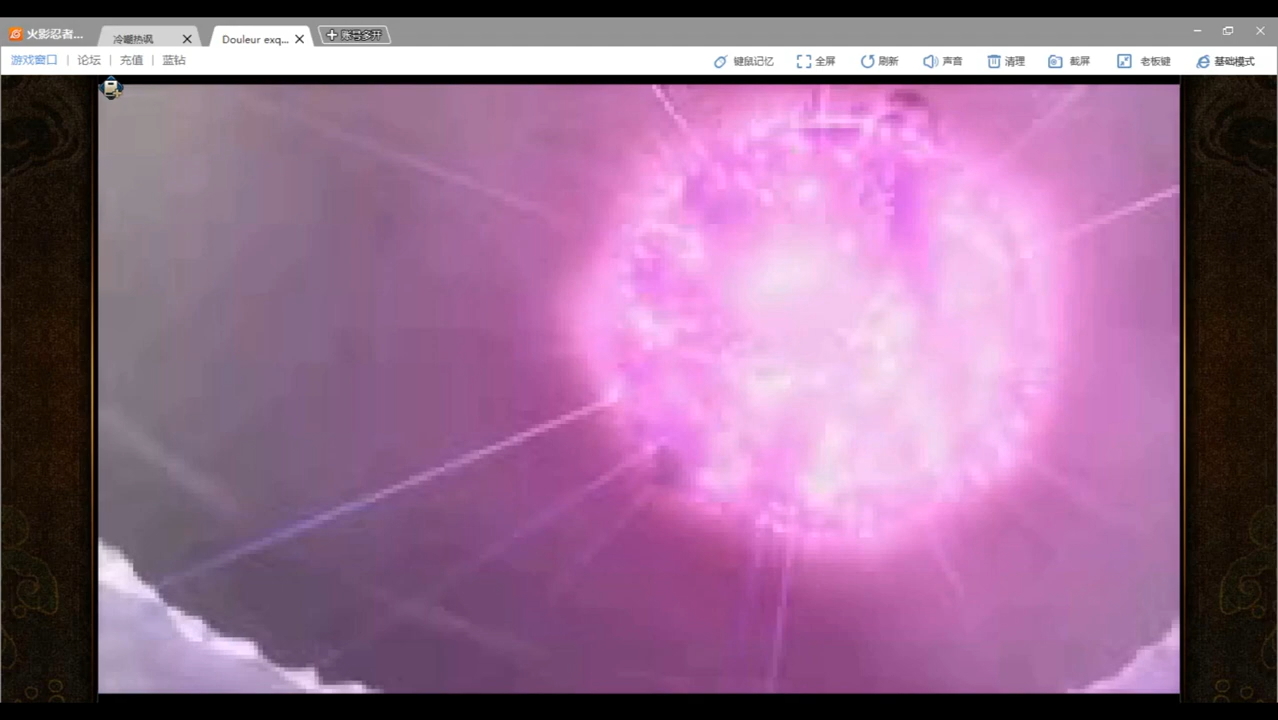 火影忍者...
冷嘲热讽
Douleur exq...
账号多开
游戏窗口 | 论坛 | 充值 | 蓝钻
键鼠记忆 全屏 刷新 声音 清理 截屏 老板键 基础模式